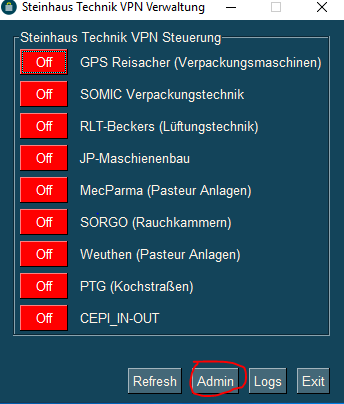 Steinhaus Technik VPN Verwaltung
Steinhaus Technik VPN Steuerung
Off GPS Reisacher (Verpackungsmaschinen)
Off SOMIC Verpackungstechnik
Off RLT-Beckers (Lüftungstechnik)
Off JP-Maschienenbau
Off MecParma (Pasteur Anlagen)
Off SORGO (Rauchkammern)
Off Weuthen (Pasteur Anlagen)
Off PTG (Kochstraßen)
Off CEPI_IN-OUT
Refresh Admin Logs Exit